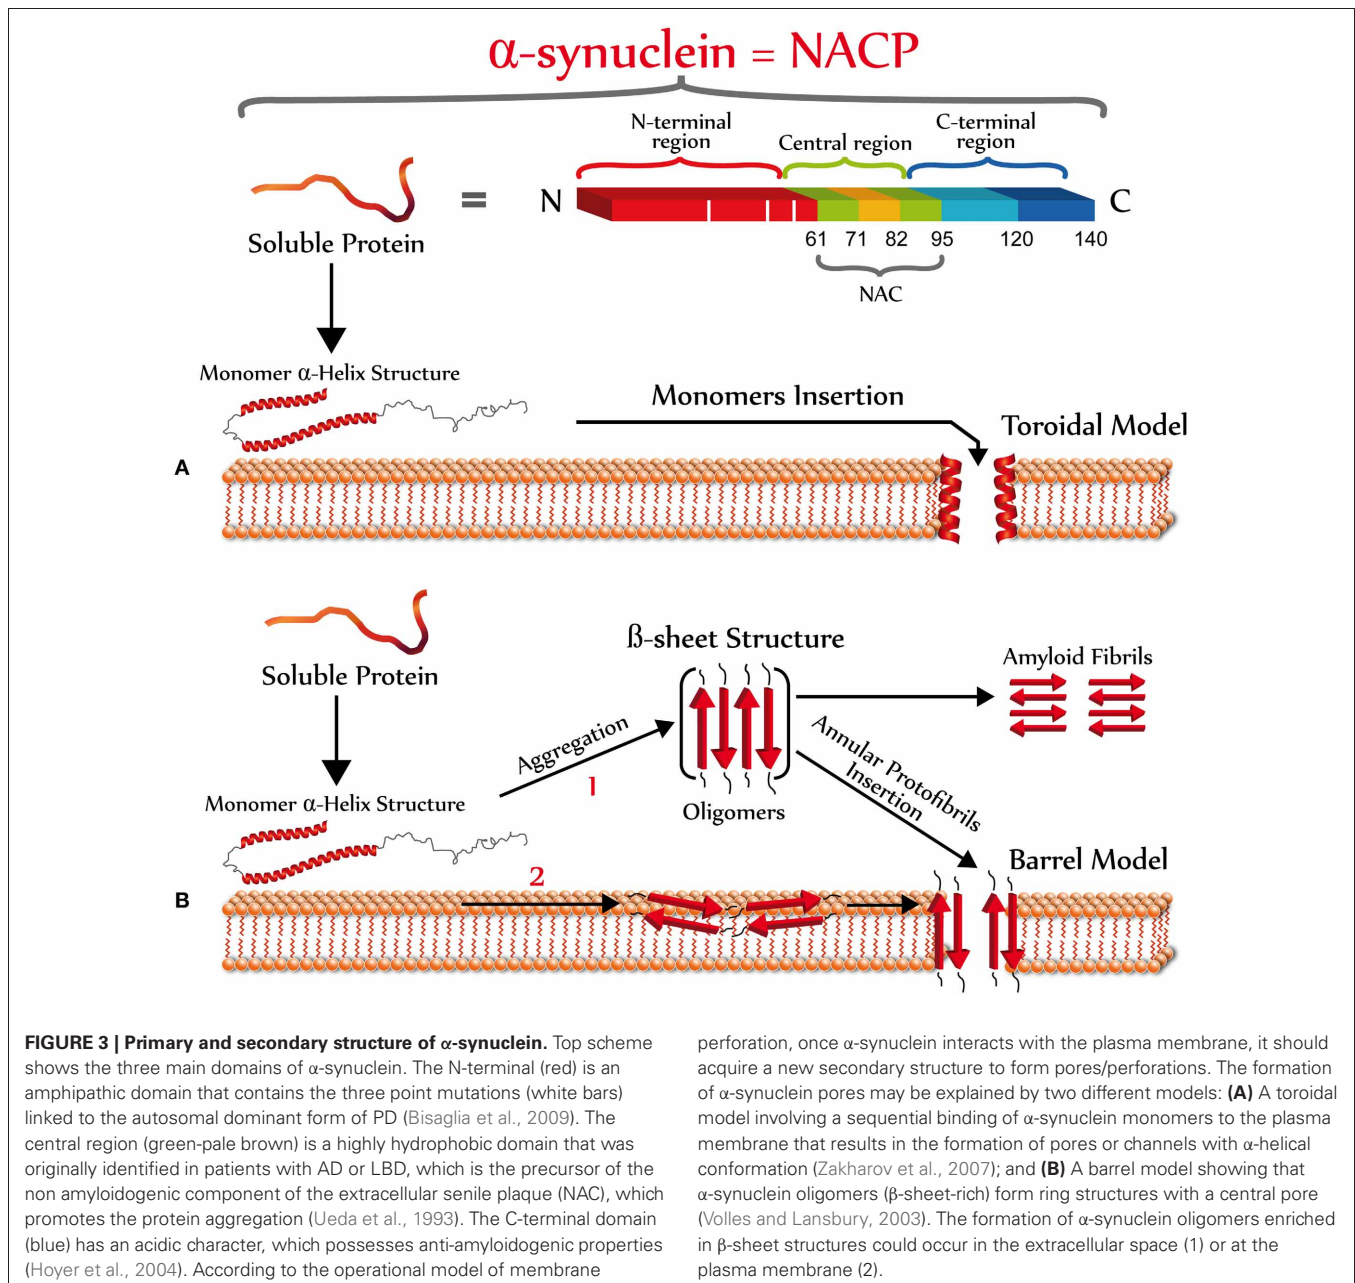 α-synuclein = NACP
N-terminal
region
Central region
C-terminal
region
N
C
61 71 82 95 120 140
NAC
=
Soluble Protein
Monomer α-Helix Structure
Monomers Insertion
Toroidal Model
A
Soluble Protein
ß-sheet Structure
Amyloid Fibrils
Aggregation
1
Annular Protofibrils
Insertion
Oligomers
Monomer α-Helix Structure
Barrel Model
2
B
FIGURE 3 | Primary and secondary structure of α-synuclein. Top scheme
shows the three main domains of α-synuclein. The N-terminal (red) is an
amphipathic domain that contains the three point mutations (white bars)
linked to the autosomal dominant form of PD (Bisaglia et al., 2009). The
central region (green-pale brown) is a highly hydrophobic domain that was
originally identified in patients with AD or LBD, which is the precursor of the
non amyloidogenic component of the extracellular senile plaque (NAC), which
promotes the protein aggregation (Ueda et al., 1993). The C-terminal domain
(blue) has an acidic character, which possesses anti-amyloidogenic properties
(Hoyer et al., 2004). According to the operational model of membrane
perforation, once α-synuclein interacts with the plasma membrane, it should
acquire a new secondary structure to form pores/perforations. The formation
of α-synuclein pores may be explained by two different models: (A) A toroidal
model involving a sequential binding of α-synuclein monomers to the plasma
membrane that results in the formation of pores or channels with α-helical
conformation (Zakharov et al., 2007); and (B) A barrel model showing that
α-synuclein oligomers (β-sheet-rich) form ring structures with a central pore
(Volles and Lansbury, 2003). The formation of α-synuclein oligomers enriched
in β-sheet structures could occur in the extracellular space (1) or at the
plasma membrane (2).